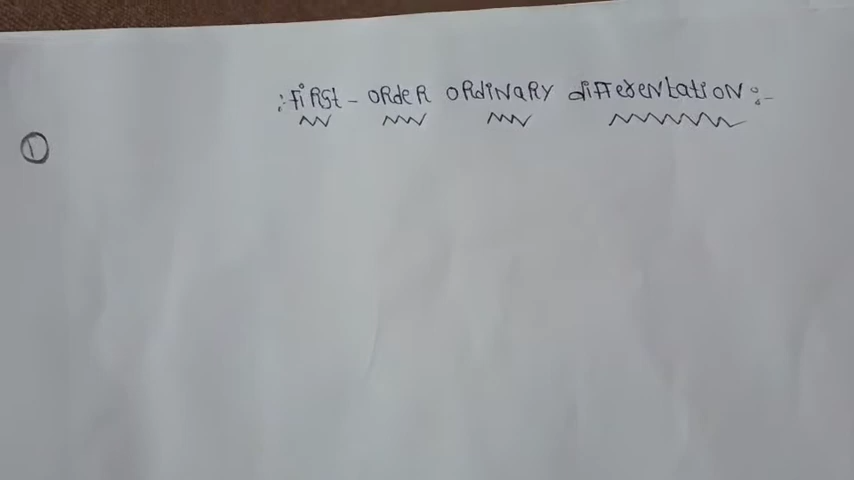 :fiRSt - ORdeR ORdiNaRY diffeRENtatioN :-
①